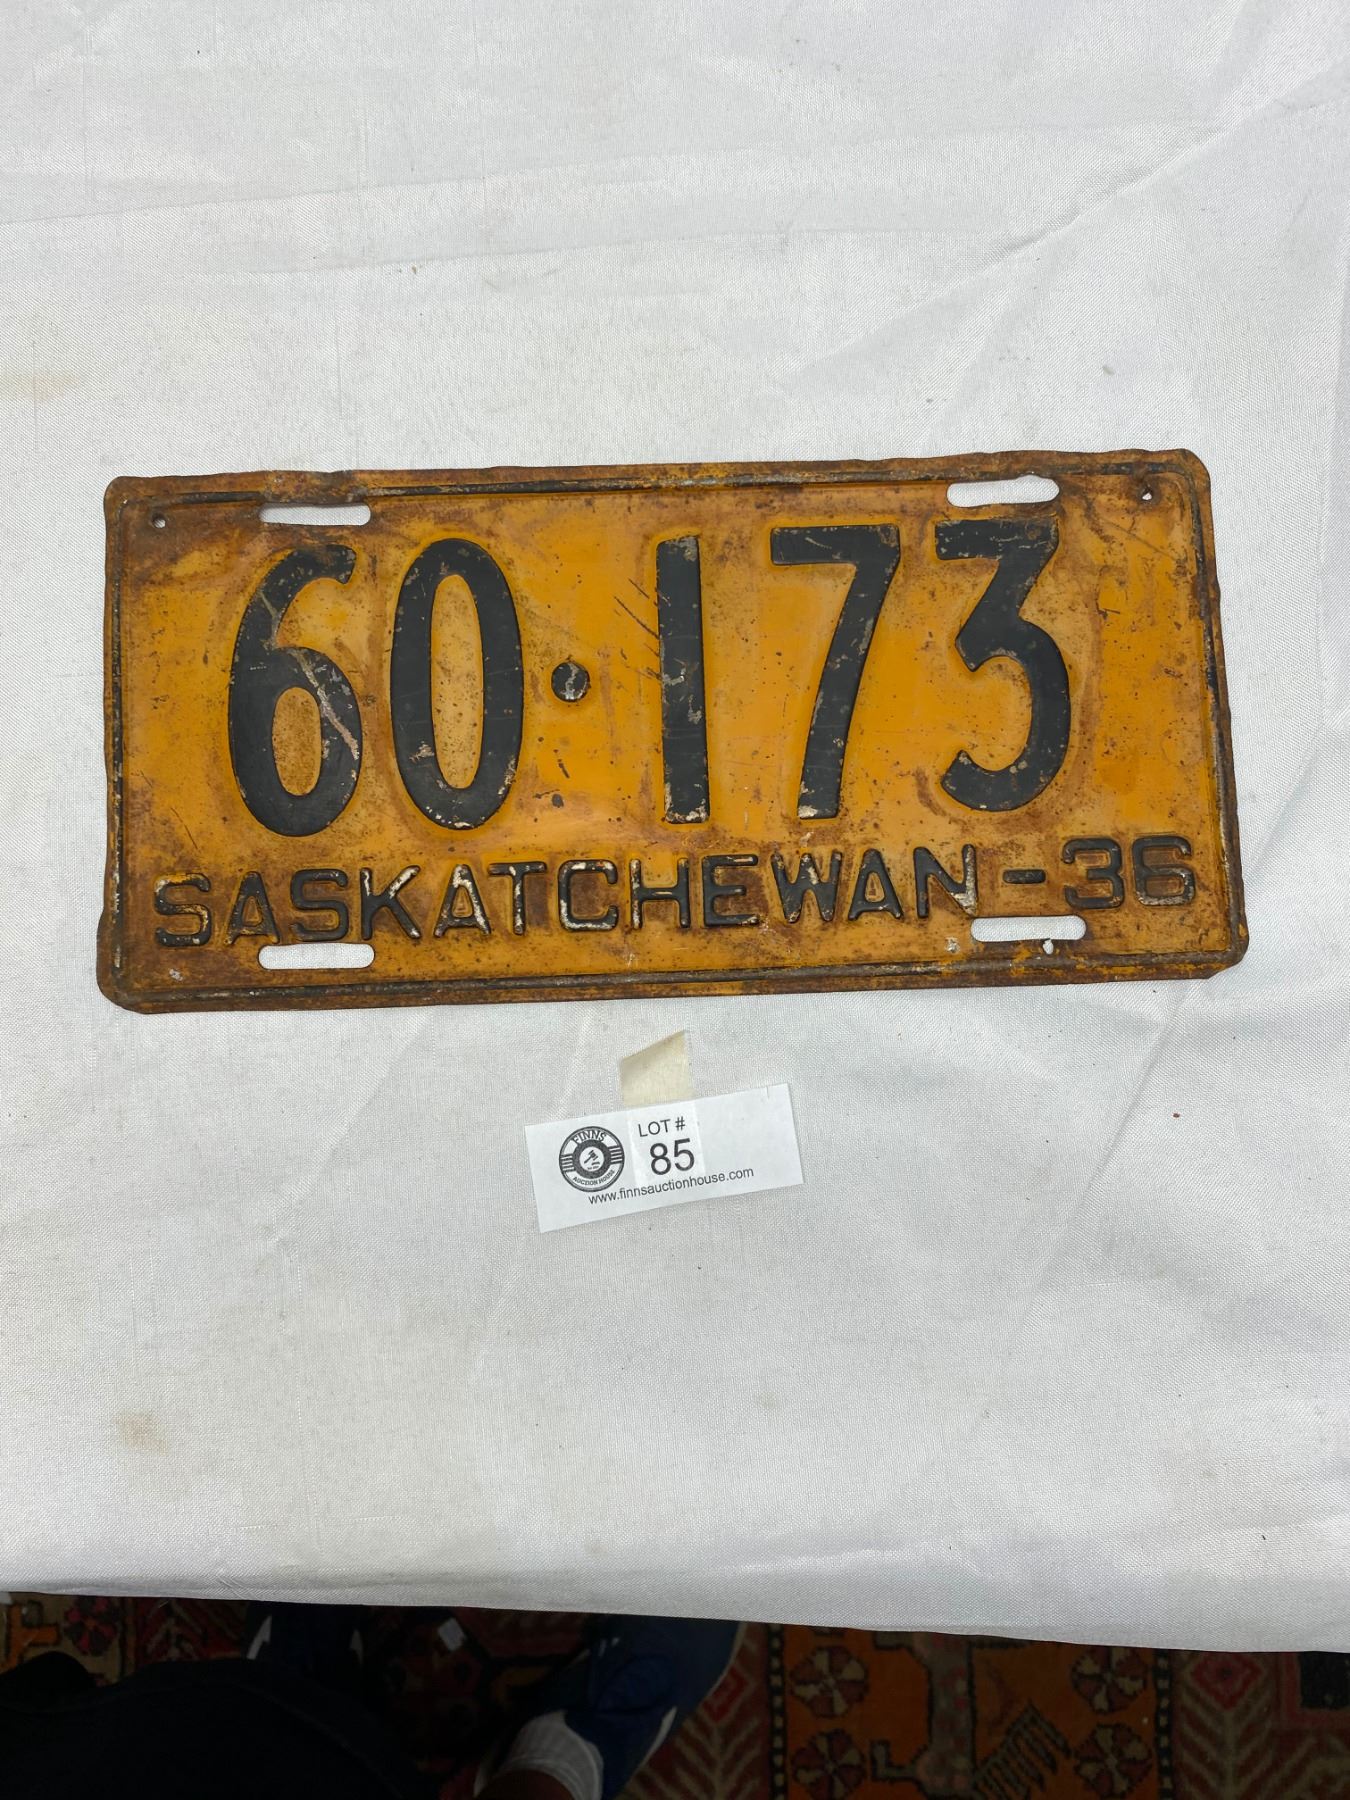 60·173
SASKATCHEWAN-36
LOT #
FINNS
85
AUCTION HOUSE
www.finnsauctionhouse.com